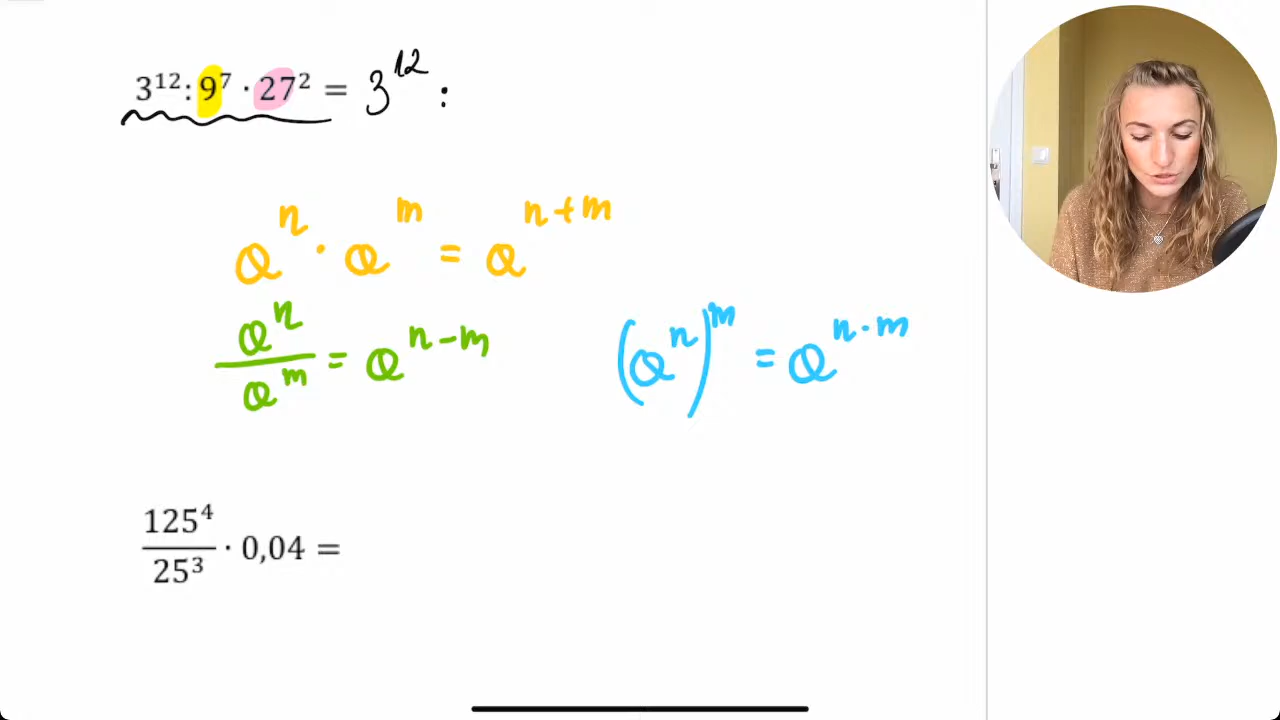 3¹² : 9⁷ · 27² = 3¹² :
aⁿ · aᵐ = aⁿ⁺ᵐ
aⁿ/aᵐ = aⁿ⁻ᵐ
(aⁿ)ᵐ = aⁿ·ᵐ
125⁴/25³ · 0,04 =